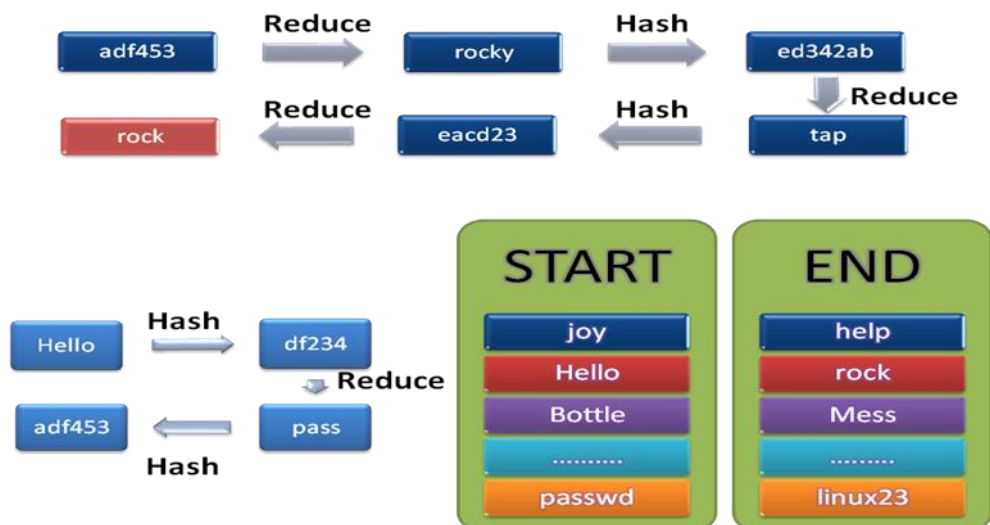 Reduce Hash
adf453 rocky ed342ab
Reduce
Reduce Hash
rock eacd23 tap
START END
joy help
Hello rock
Bottle Mess
.......... .........
passwd linux23
Hash
Hello df234
Reduce
adf453 pass
Hash